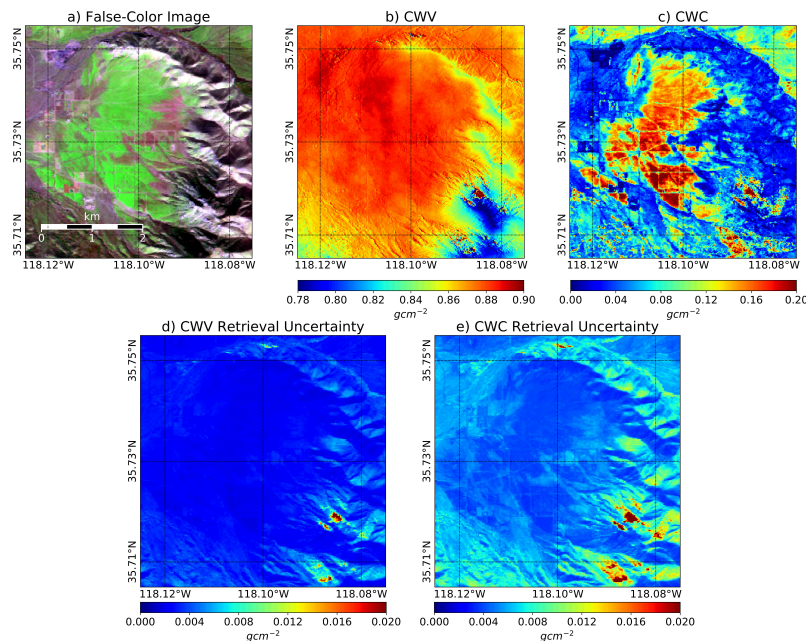 a) False-Color Image
b) CWV
c) CWC
35.75°N
35.73°N
35.71°N
km
0 1 2
118.12°W 118.10°W 118.08°W
35.75°N
35.73°N
35.71°N
118.12°W 118.10°W 118.08°W
0.78 0.80 0.82 0.84 0.86 0.88 0.90
gcm⁻²
35.75°N
35.73°N
35.71°N
118.12°W 118.10°W 118.08°W
0.00 0.04 0.08 0.12 0.16 0.20
gcm⁻²
d) CWV Retrieval Uncertainty
e) CWC Retrieval Uncertainty
35.75°N
35.73°N
35.71°N
118.12°W 118.10°W 118.08°W
0.000 0.004 0.008 0.012 0.016 0.020
gcm⁻²
35.75°N
35.73°N
35.71°N
118.12°W 118.10°W 118.08°W
0.000 0.004 0.008 0.012 0.016 0.020
gcm⁻²